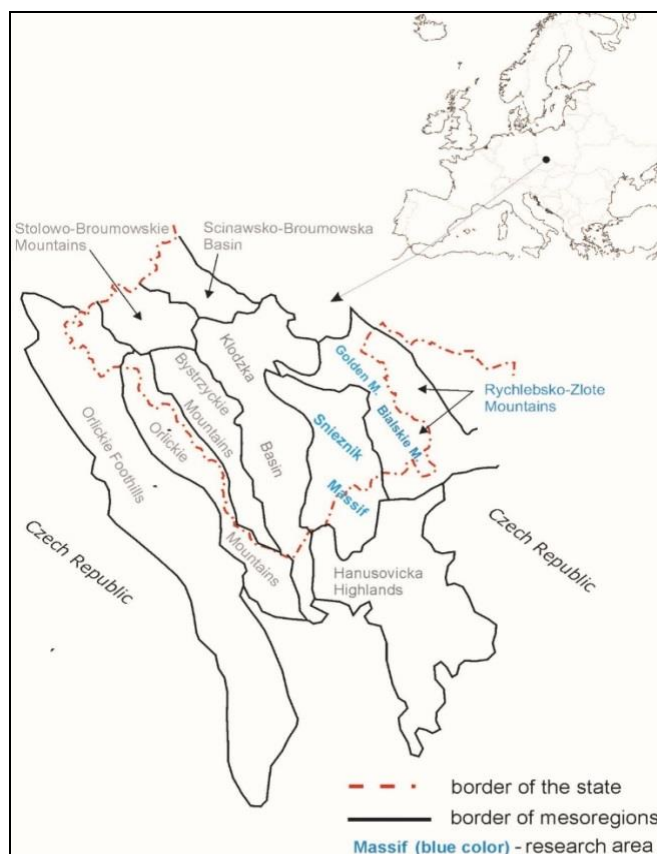 Stolowo-Broumowskie
Mountains
Scinawsko-Broumowska
Basin
Klodzka
Basin
Golden M.
Bialskie M.
Rychlebsko-Zlote
Mountains
Bystrzyckie
Mountains
Snieznik
Massif
Orlickie Foothills
Orlickie
Mountains
Czech Republic
Hanusovicka
Highlands
Czech Republic
border of the state
border of mesoregions
Massif (blue color) - research area